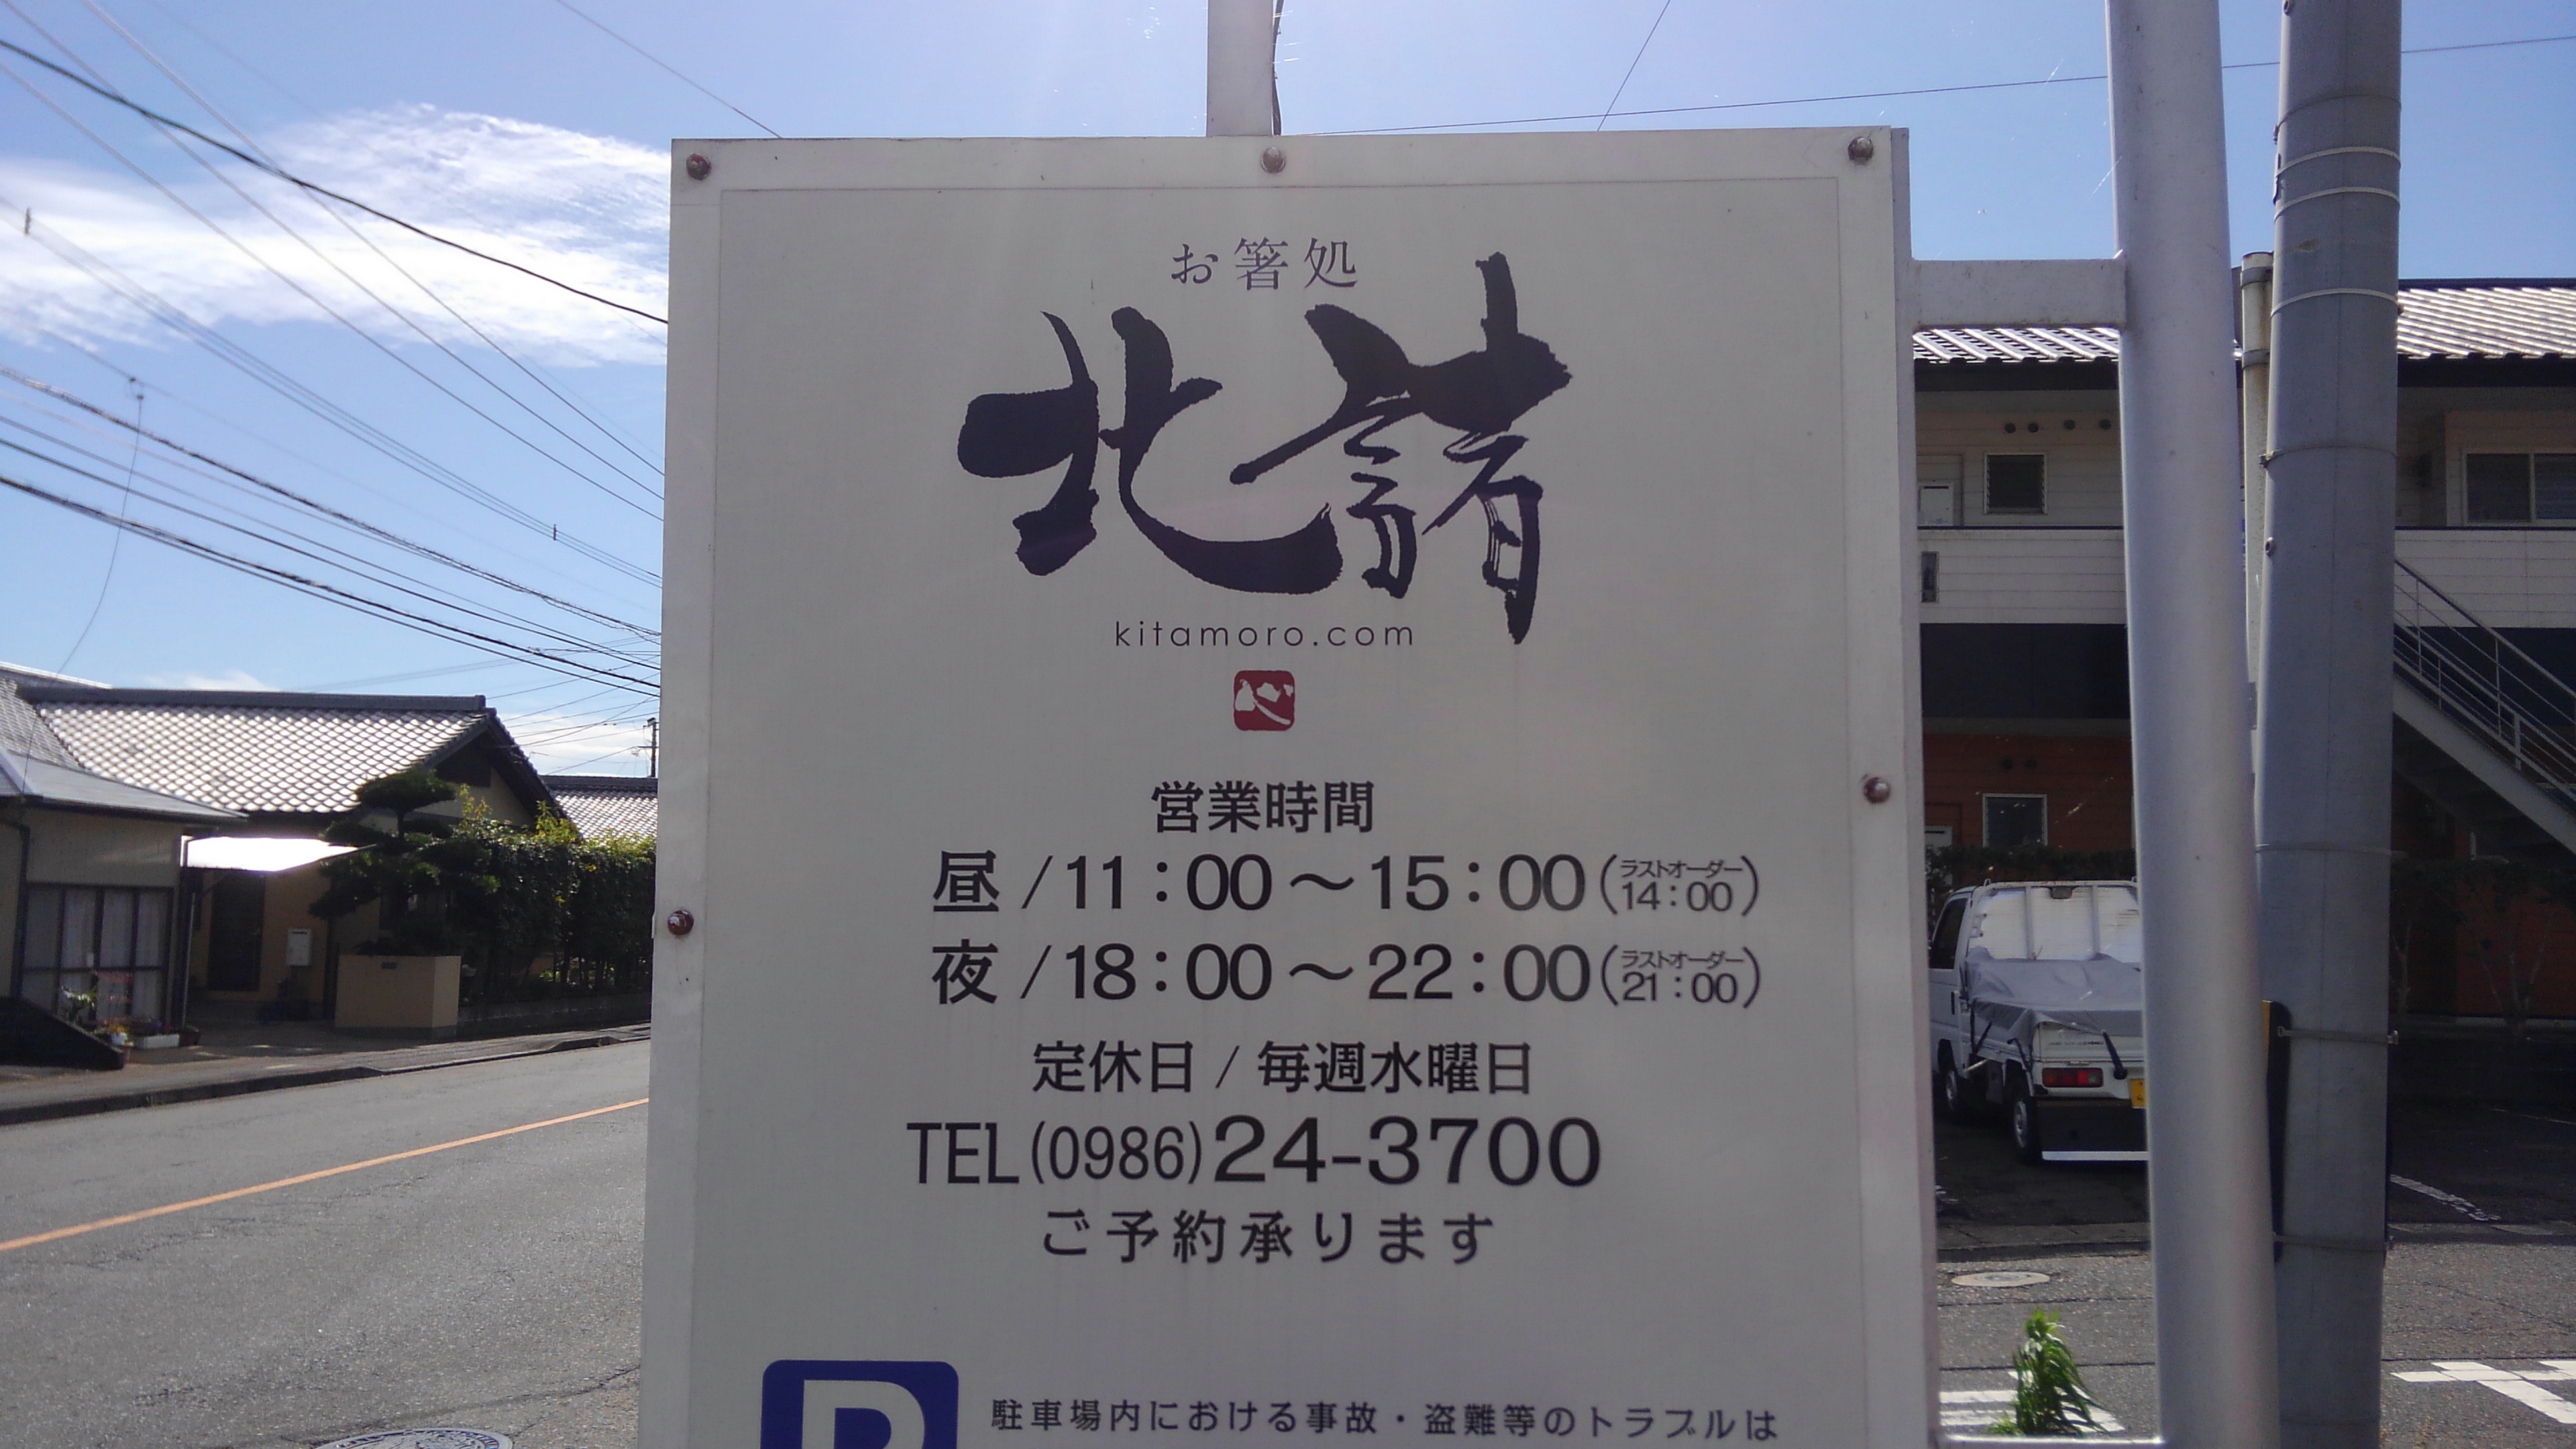 お箸処
北諸
kitamoro.com
心
営業時間
昼/11:00〜15:00(ラストオーダー14:00)
夜/18:00〜22:00(ラストオーダー21:00)
定休日/毎週水曜日
TEL(0986)24-3700
ご予約承ります
P
駐車場内における事故・盗難等のトラブルは